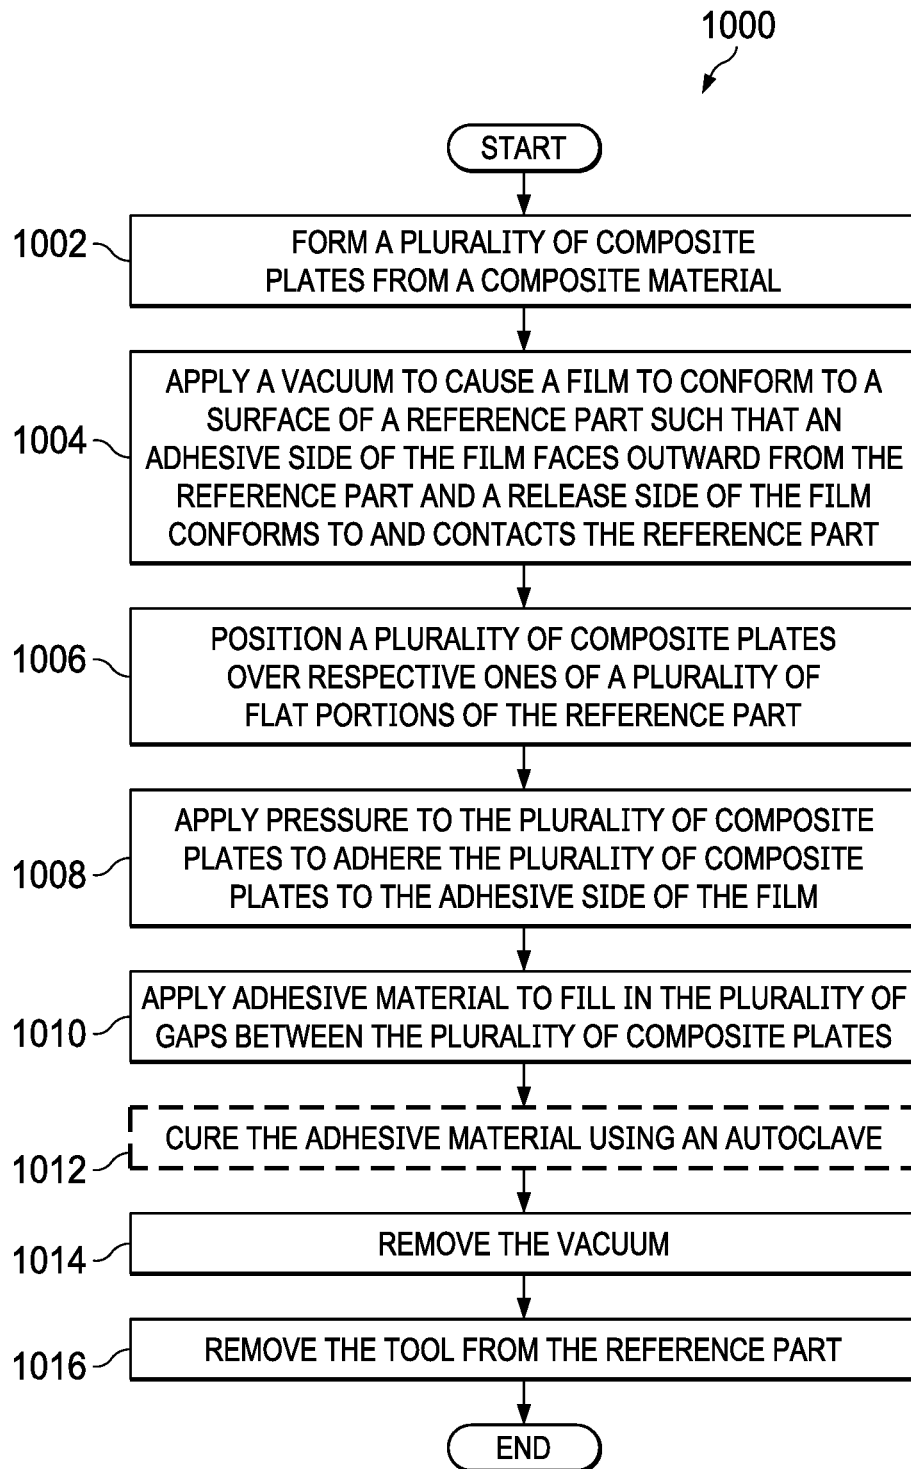 1000
START
1002
FORM A PLURALITY OF COMPOSITE
PLATES FROM A COMPOSITE MATERIAL
1004
APPLY A VACUUM TO CAUSE A FILM TO CONFORM TO A
SURFACE OF A REFERENCE PART SUCH THAT AN
ADHESIVE SIDE OF THE FILM FACES OUTWARD FROM THE
REFERENCE PART AND A RELEASE SIDE OF THE FILM
CONFORMS TO AND CONTACTS THE REFERENCE PART
1006
POSITION A PLURALITY OF COMPOSITE PLATES
OVER RESPECTIVE ONES OF A PLURALITY OF
FLAT PORTIONS OF THE REFERENCE PART
1008
APPLY PRESSURE TO THE PLURALITY OF COMPOSITE
PLATES TO ADHERE THE PLURALITY OF COMPOSITE
PLATES TO THE ADHESIVE SIDE OF THE FILM
1010
APPLY ADHESIVE MATERIAL TO FILL IN THE PLURALITY OF
GAPS BETWEEN THE PLURALITY OF COMPOSITE PLATES
1012
CURE THE ADHESIVE MATERIAL USING AN AUTOCLAVE
1014
REMOVE THE VACUUM
1016
REMOVE THE TOOL FROM THE REFERENCE PART
END